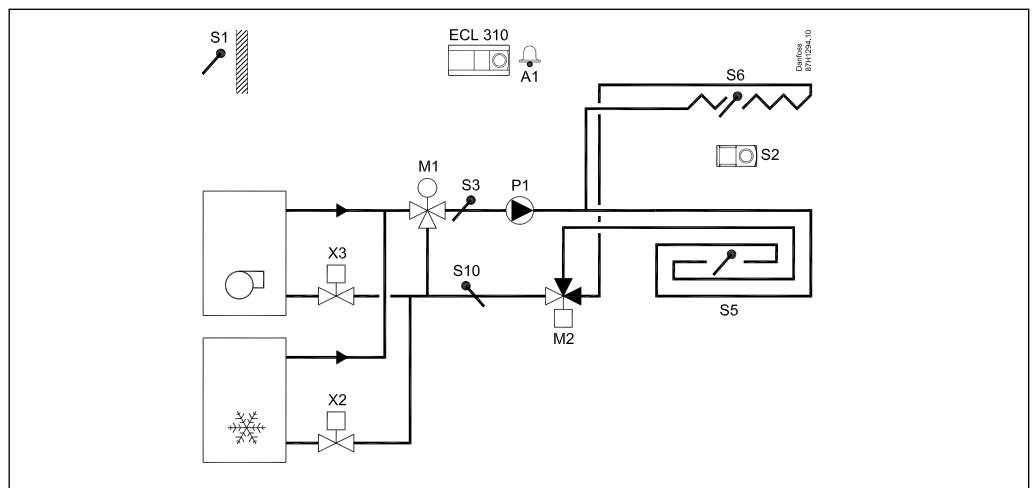 S1
ECL 310
A1
Danfoss
87H1294.10
S6
S2
M1
S3
P1
X3
S10
S5
M2
X2